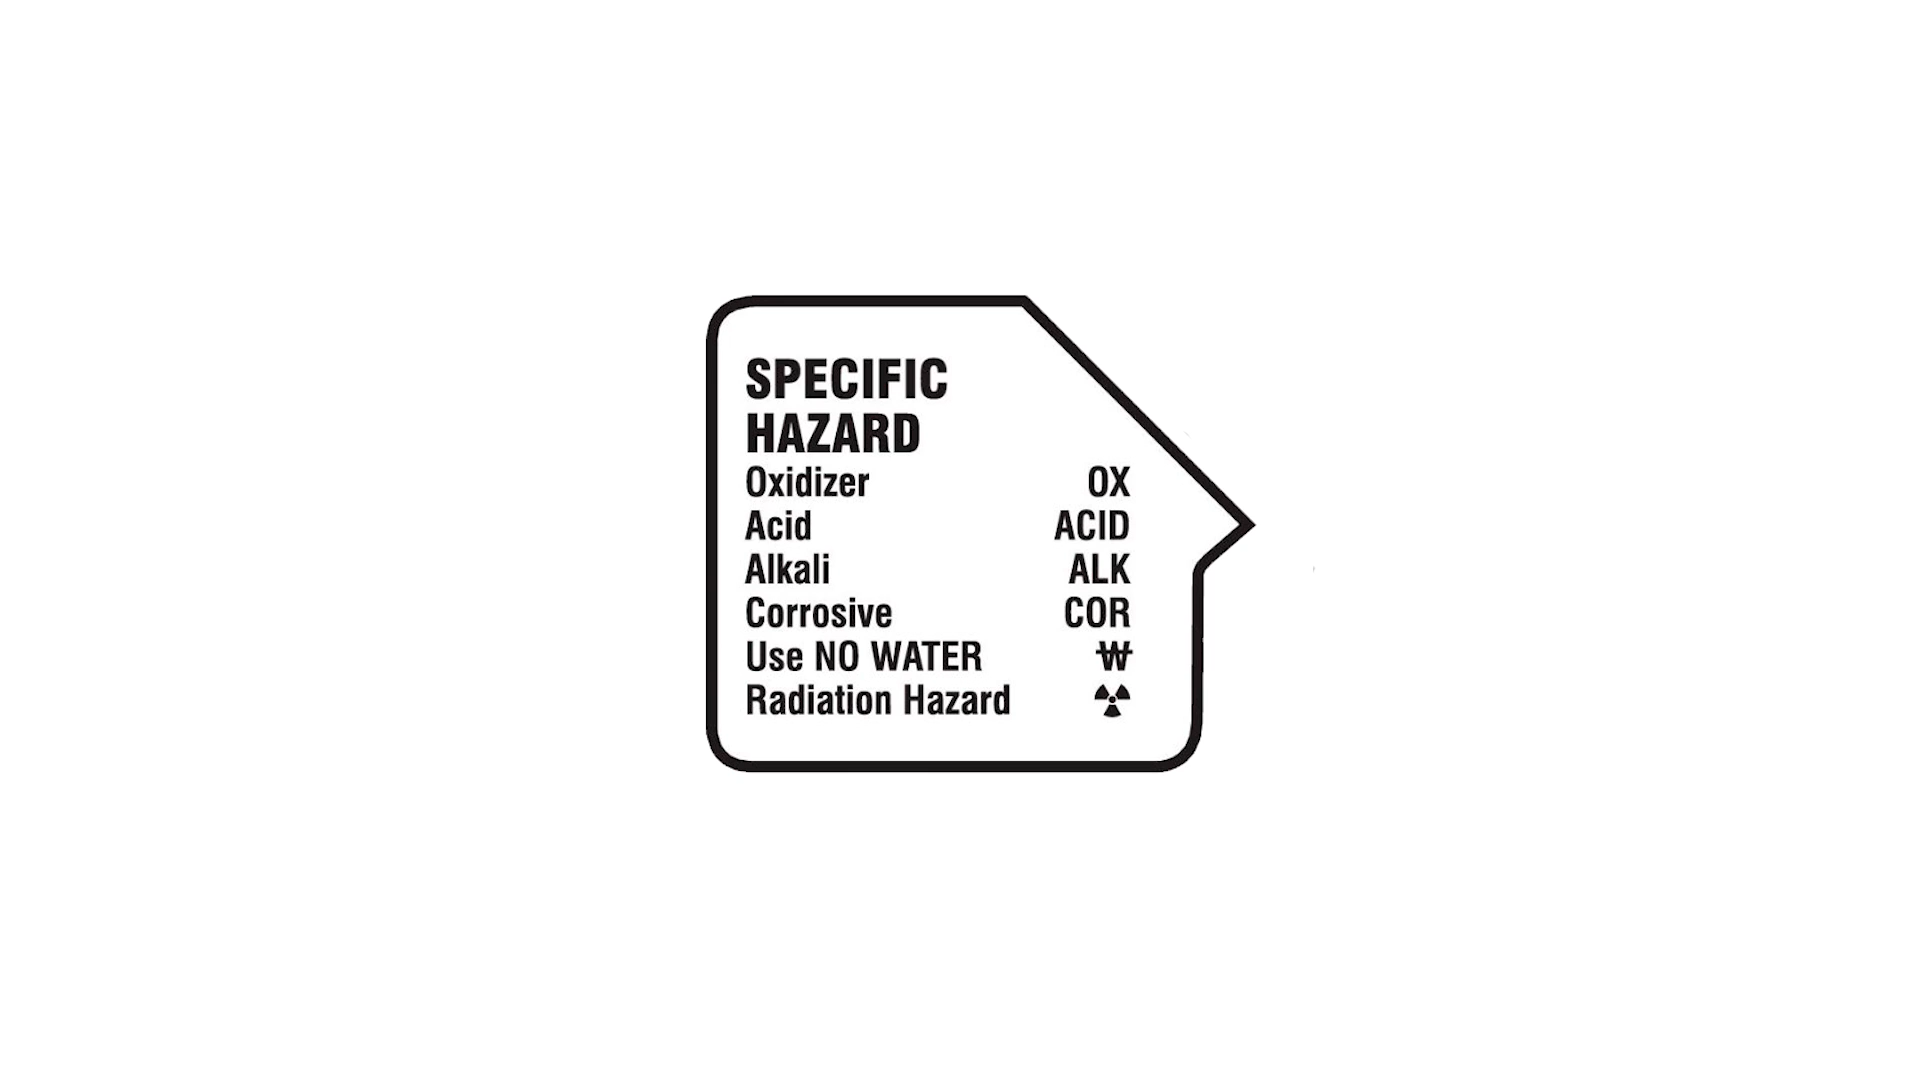 SPECIFIC
HAZARD
Oxidizer OX
Acid ACID
Alkali ALK
Corrosive COR
Use NO WATER W̶
Radiation Hazard ☢